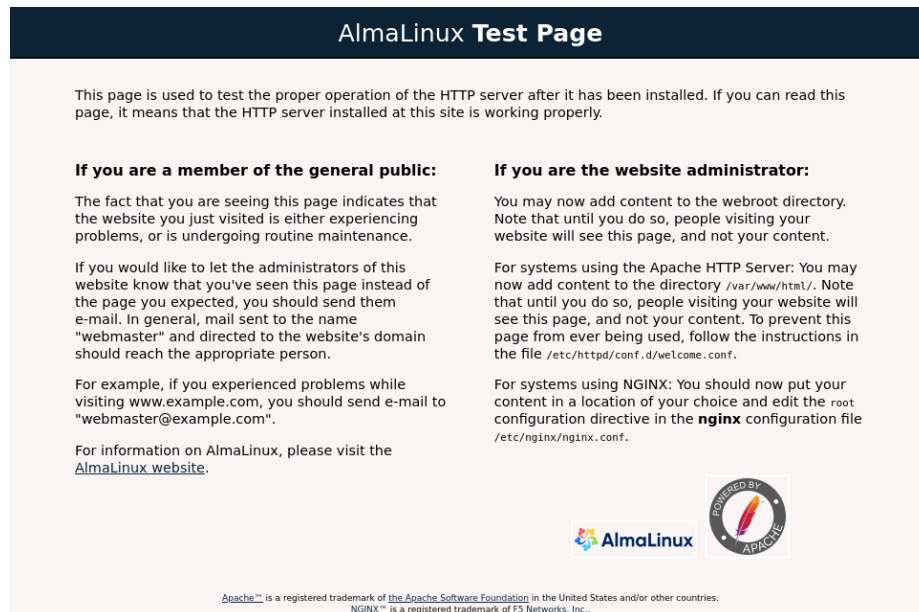 AlmaLinux Test Page
This page is used to test the proper operation of the HTTP server after it has been installed. If you can read this
page, it means that the HTTP server installed at this site is working properly.
If you are a member of the general public:
The fact that you are seeing this page indicates that
the website you just visited is either experiencing
problems, or is undergoing routine maintenance.
If you would like to let the administrators of this
website know that you've seen this page instead of
the page you expected, you should send them
e-mail. In general, mail sent to the name
"webmaster" and directed to the website's domain
should reach the appropriate person.
For example, if you experienced problems while
visiting www.example.com, you should send e-mail to
"webmaster@example.com".
For information on AlmaLinux, please visit the
AlmaLinux website.
If you are the website administrator:
You may now add content to the webroot directory.
Note that until you do so, people visiting your
website will see this page, and not your content.
For systems using the Apache HTTP Server: You may
now add content to the directory /var/www/html/. Note
that until you do so, people visiting your website will
see this page, and not your content. To prevent this
page from ever being used, follow the instructions in
the file /etc/httpd/conf.d/welcome.conf.
For systems using NGINX: You should now put your
content in a location of your choice and edit the root
configuration directive in the nginx configuration file
/etc/nginx/nginx.conf.
AlmaLinux
POWERED BY
APACHE
Apache™ is a registered trademark of the Apache Software Foundation in the United States and/or other countries.
NGINX™ is a registered trademark of F5 Networks, Inc..